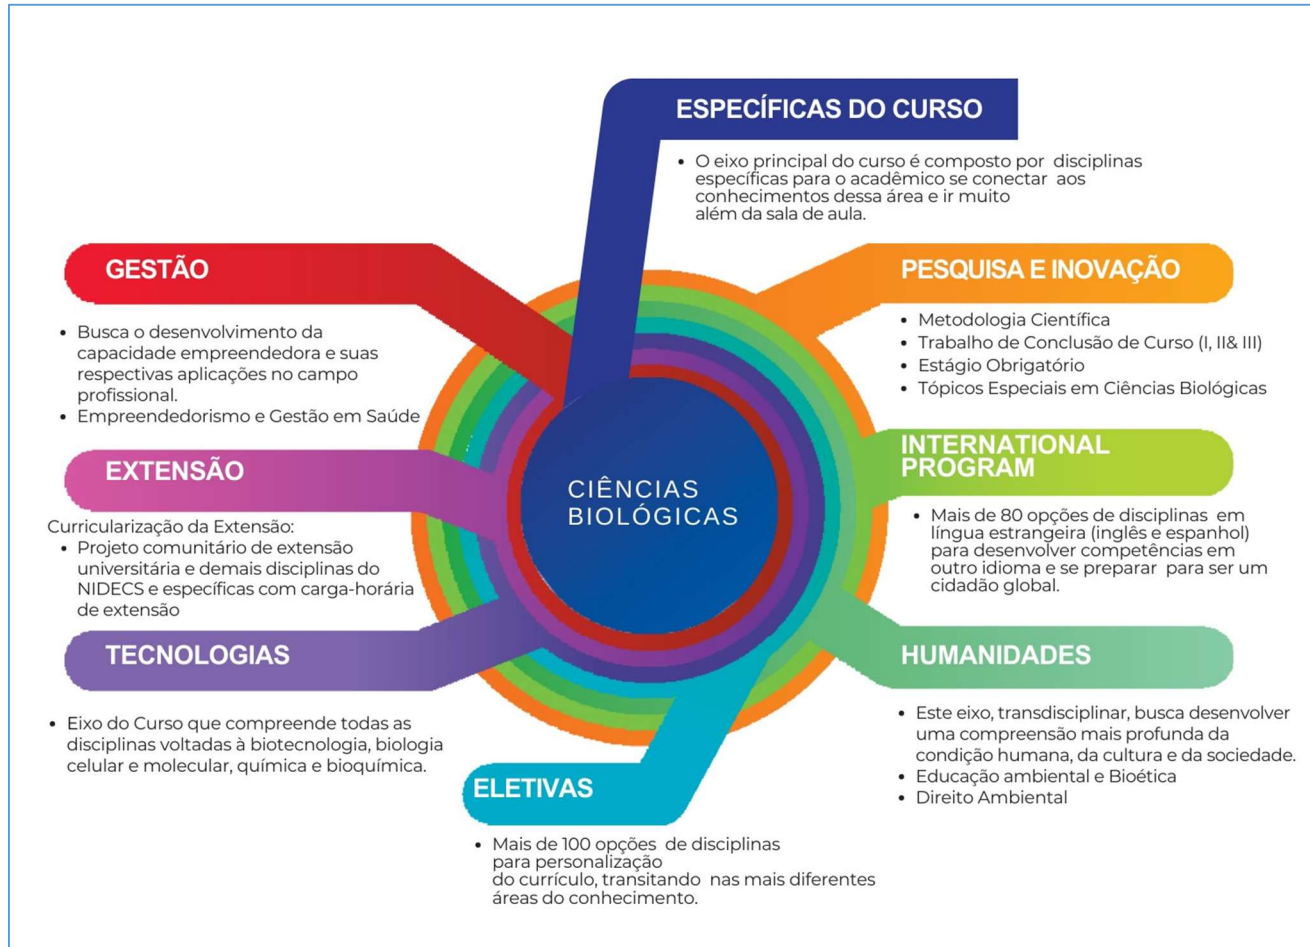 ESPECÍFICAS DO CURSO
• O eixo principal do curso é composto por disciplinas
específicas para o acadêmico se conectar aos
conhecimentos dessa área e ir muito
além da sala de aula.
GESTÃO
• Busca o desenvolvimento da
capacidade empreendedora e suas
respectivas aplicações no campo
profissional.
• Empreendedorismo e Gestão em Saúde
PESQUISA E INOVAÇÃO
• Metodologia Científica
• Trabalho de Conclusão de Curso (I, II& III)
• Estágio Obrigatório
• Tópicos Especiais em Ciências Biológicas
EXTENSÃO
Curricularização da Extensão:
• Projeto comunitário de extensão
universitária e demais disciplinas do
NIDECS e específicas com carga-horária
de extensão
CIÊNCIAS
BIOLÓGICAS
INTERNATIONAL
PROGRAM
• Mais de 80 opções de disciplinas em
língua estrangeira (inglês e espanhol)
para desenvolver competências em
outro idioma e se preparar para ser um
cidadão global.
TECNOLOGIAS
• Eixo do Curso que compreende todas as
disciplinas voltadas à biotecnologia, biologia
celular e molecular, química e bioquímica.
HUMANIDADES
• Este eixo, transdisciplinar, busca desenvolver
uma compreensão mais profunda da
condição humana, da cultura e da sociedade.
• Educação ambiental e Bioética
• Direito Ambiental
ELETIVAS
• Mais de 100 opções de disciplinas
para personalização
do currículo, transitando nas mais diferentes
áreas do conhecimento.